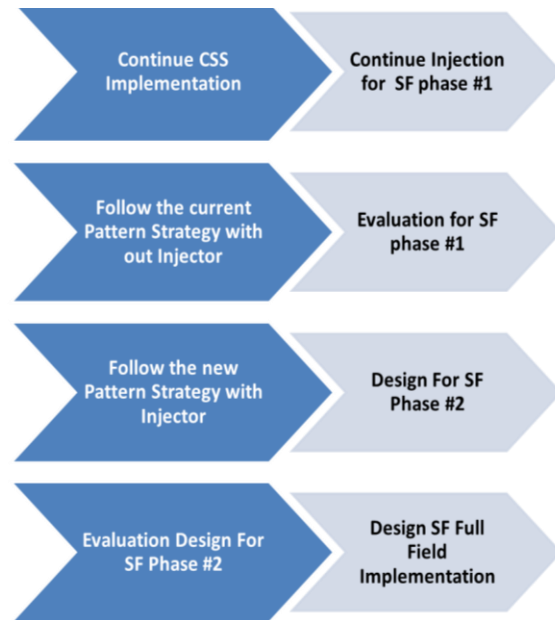 Continue CSS
Implementation
Continue Injection
for SF phase #1
Follow the current
Pattern Strategy with
out Injector
Evaluation for SF
phase #1
Follow the new
Pattern Strategy with
Injector
Design For SF
Phase #2
Evaluation Design For
SF Phase #2
Design SF Full
Field
Implementation